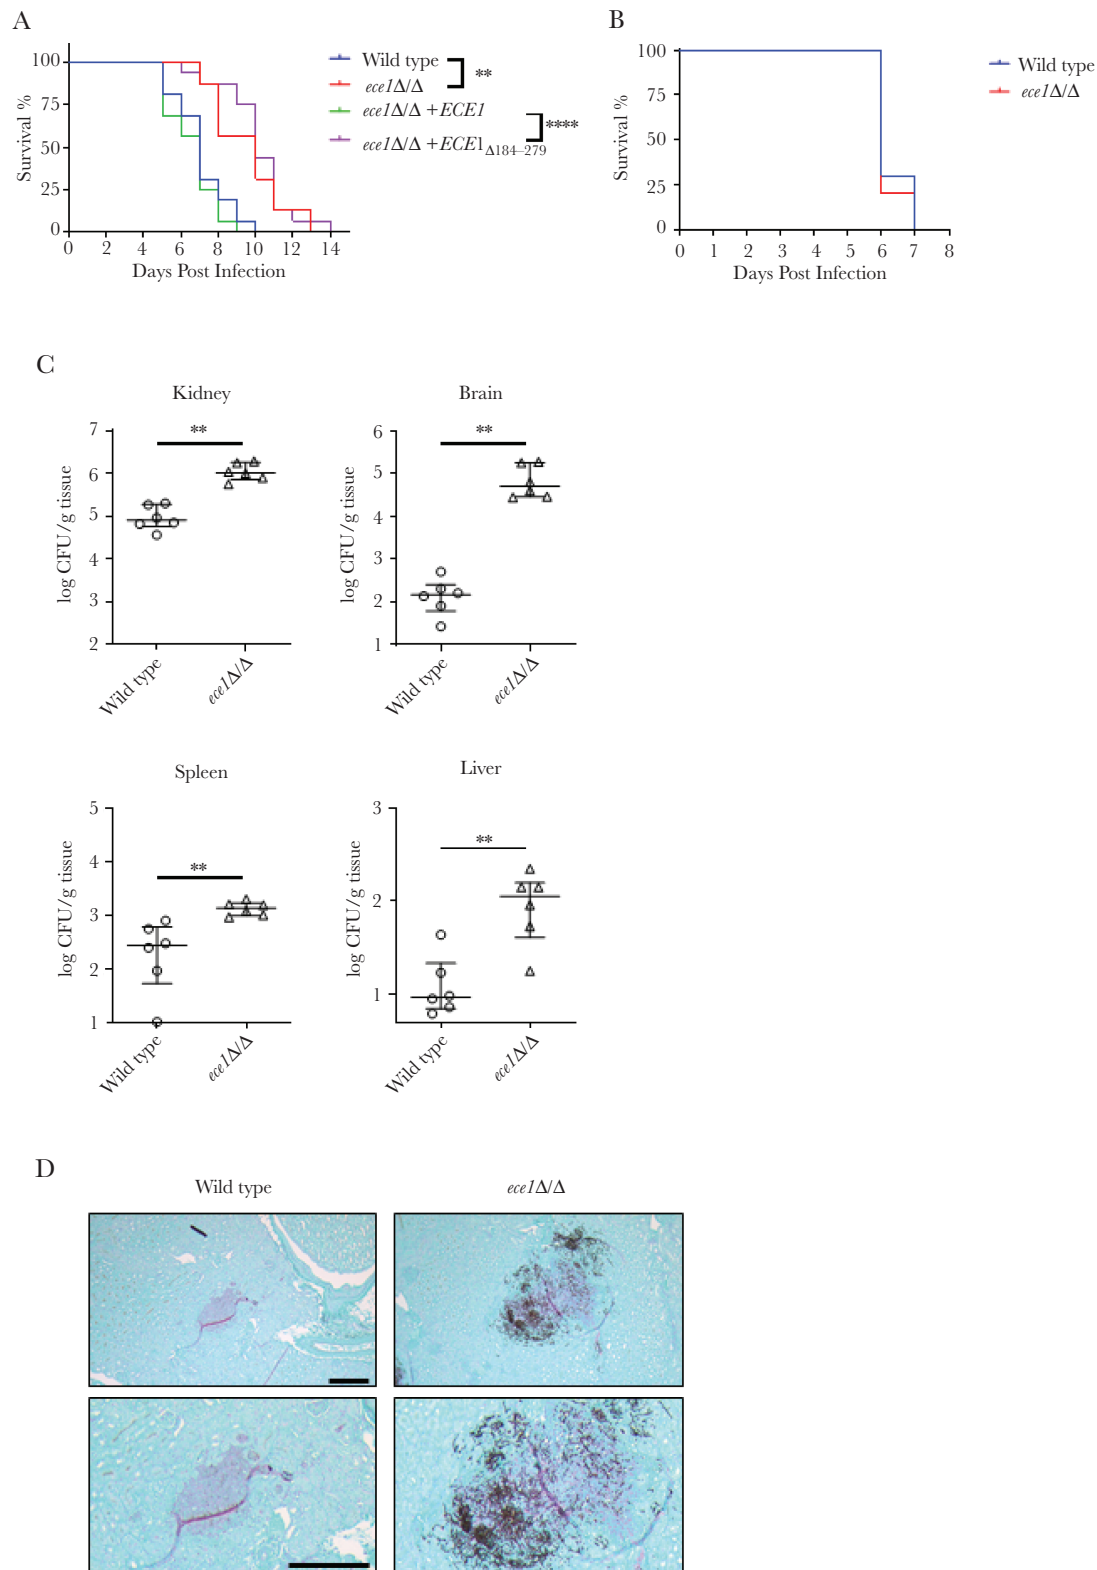 A
100
75
50
25
0
0 2 4 6 8 10 12 14
Survival %
Days Post Infection
Wild type
ece1Δ/Δ
ece1Δ/Δ +ECE1
ece1Δ/Δ +ECE1Δ184–279
**
****
B
100
75
50
25
0
0 1 2 3 4 5 6 7 8
Survival %
Days Post Infection
Wild type
ece1Δ/Δ
C
Kidney
**
7
6
5
4
3
2
log CFU/g tissue
Wild type
ece1Δ/Δ
Brain
**
6
5
4
3
2
1
log CFU/g tissue
Wild type
ece1Δ/Δ
Spleen
**
5
4
3
2
1
log CFU/g tissue
Wild type
ece1Δ/Δ
Liver
**
3
2
1
log CFU/g tissue
Wild type
ece1Δ/Δ
D
Wild type
ece1Δ/Δ